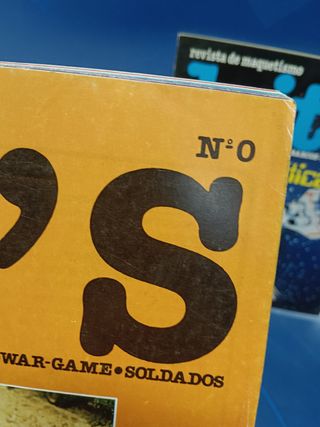 revista de maquetismo
Nº0
'S
WAR-GAME•SOLDADOS